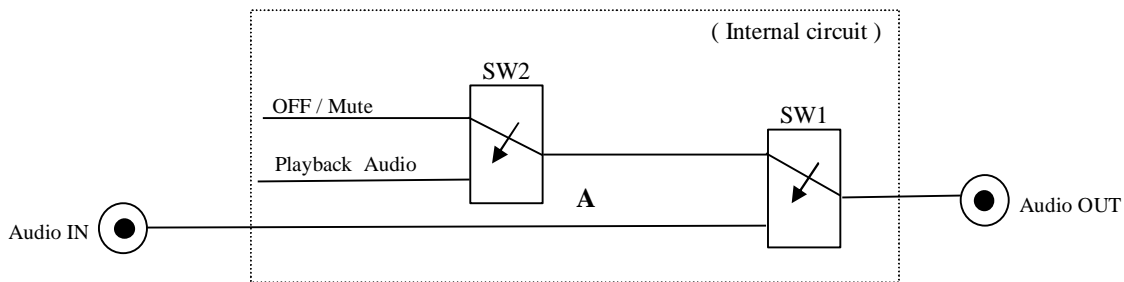 ( Internal circuit )
SW2
OFF / Mute
SW1
Playback Audio
A
Audio IN
Audio OUT